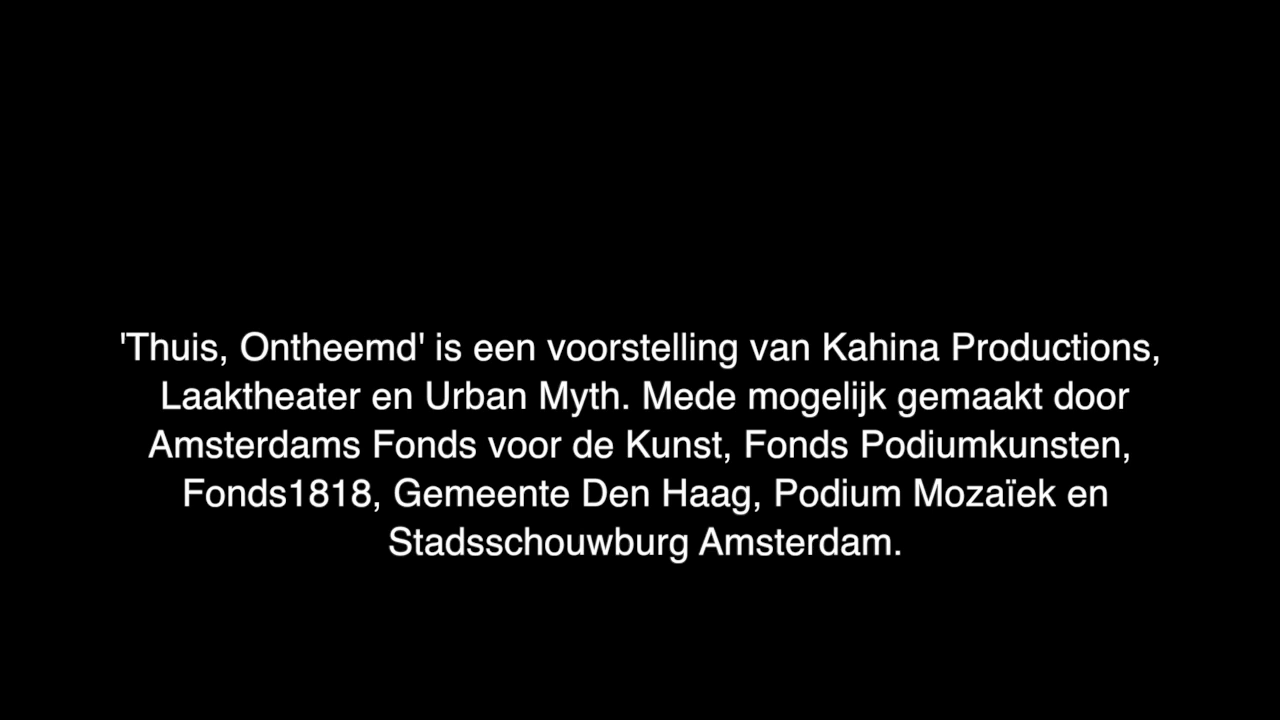 'Thuis, Ontheemd' is een voorstelling van Kahina Productions,
Laaktheater en Urban Myth. Mede mogelijk gemaakt door
Amsterdams Fonds voor de Kunst, Fonds Podiumkunsten,
Fonds1818, Gemeente Den Haag, Podium Mozaïek en
Stadsschouwburg Amsterdam.